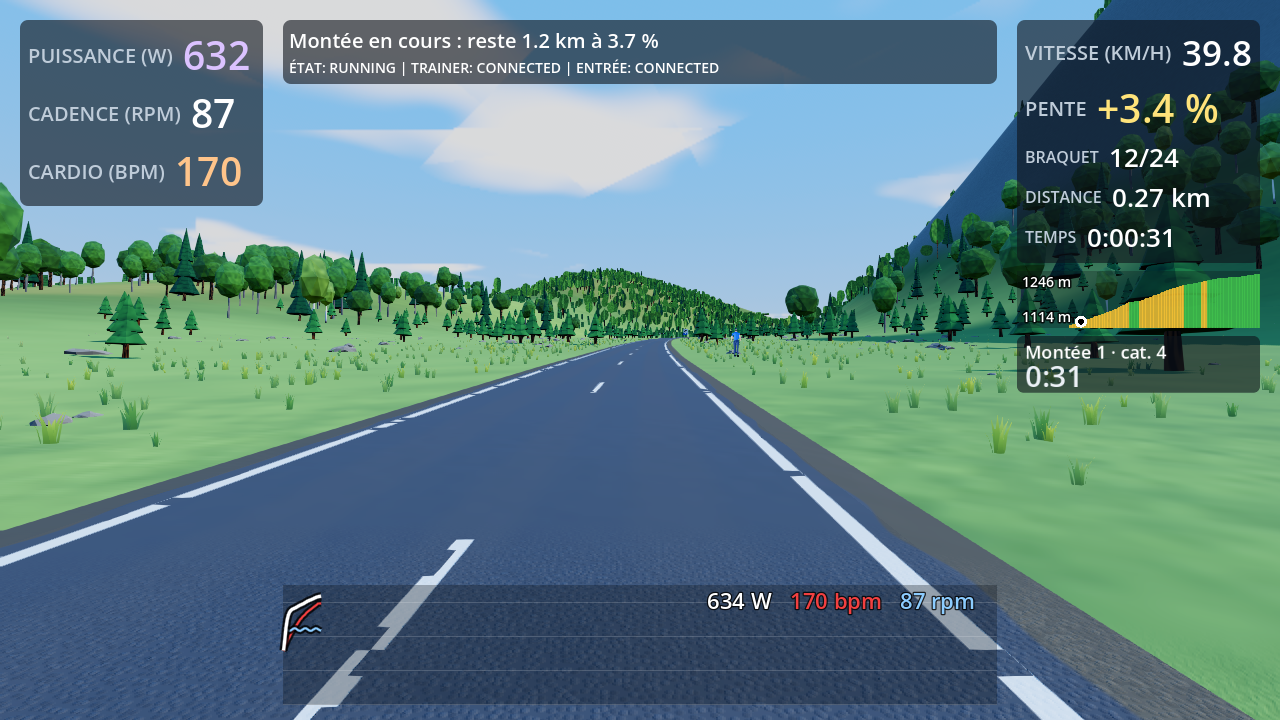 PUISSANCE (W) 632
CADENCE (RPM) 87
CARDIO (BPM) 170
Montée en cours : reste 1.2 km à 3.7 %
ÉTAT: RUNNING | TRAINER: CONNECTED | ENTRÉE: CONNECTED
VITESSE (KM/H) 39.8
PENTE +3.4 %
BRAQUET 12/24
DISTANCE 0.27 km
TEMPS 0:00:31
1246 m
1114 m
Montée 1 · cat. 4
0:31
634 W 170 bpm 87 rpm